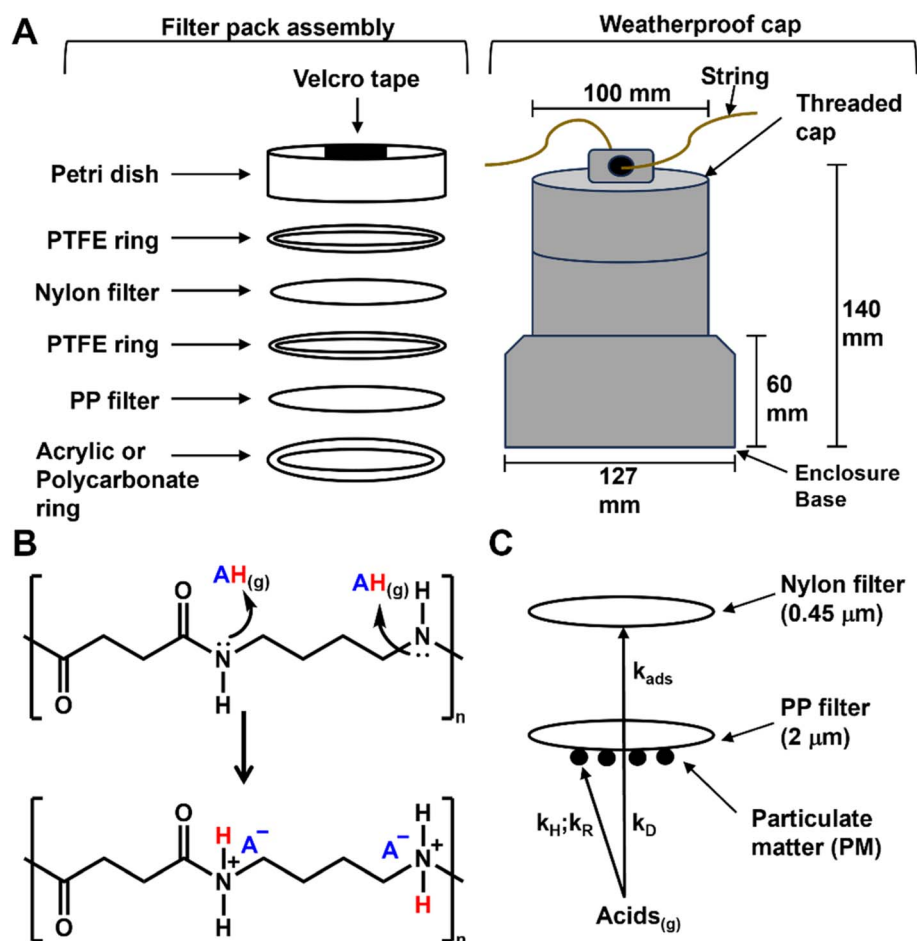 A
Filter pack assembly
Velcro tape
Petri dish
PTFE ring
Nylon filter
PTFE ring
PP filter
Acrylic or
Polycarbonate
ring
Weatherproof cap
String
100 mm
Threaded
cap
140
mm
60
mm
127
mm
Enclosure
Base
B
AH(g)
AH(g)
O
N
H
H
N
O
n
O
H
A−
N
+
H
A−
H
N
+
H
O
n
C
Nylon filter
(0.45 μm)
kads
PP filter
(2 μm)
kH;kR
kD
Particulate
matter (PM)
Acids(g)